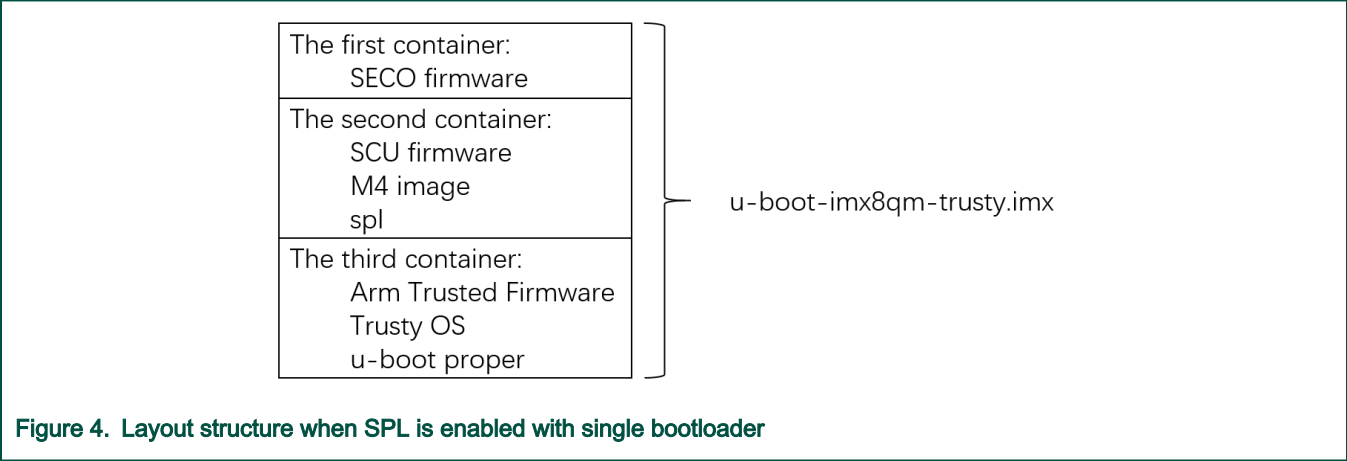 The first container:
SECO firmware
The second container:
SCU firmware
M4 image
spl
The third container:
Arm Trusted Firmware
Trusty OS
u-boot proper
u-boot-imx8qm-trusty.imx
Figure 4. Layout structure when SPL is enabled with single bootloader